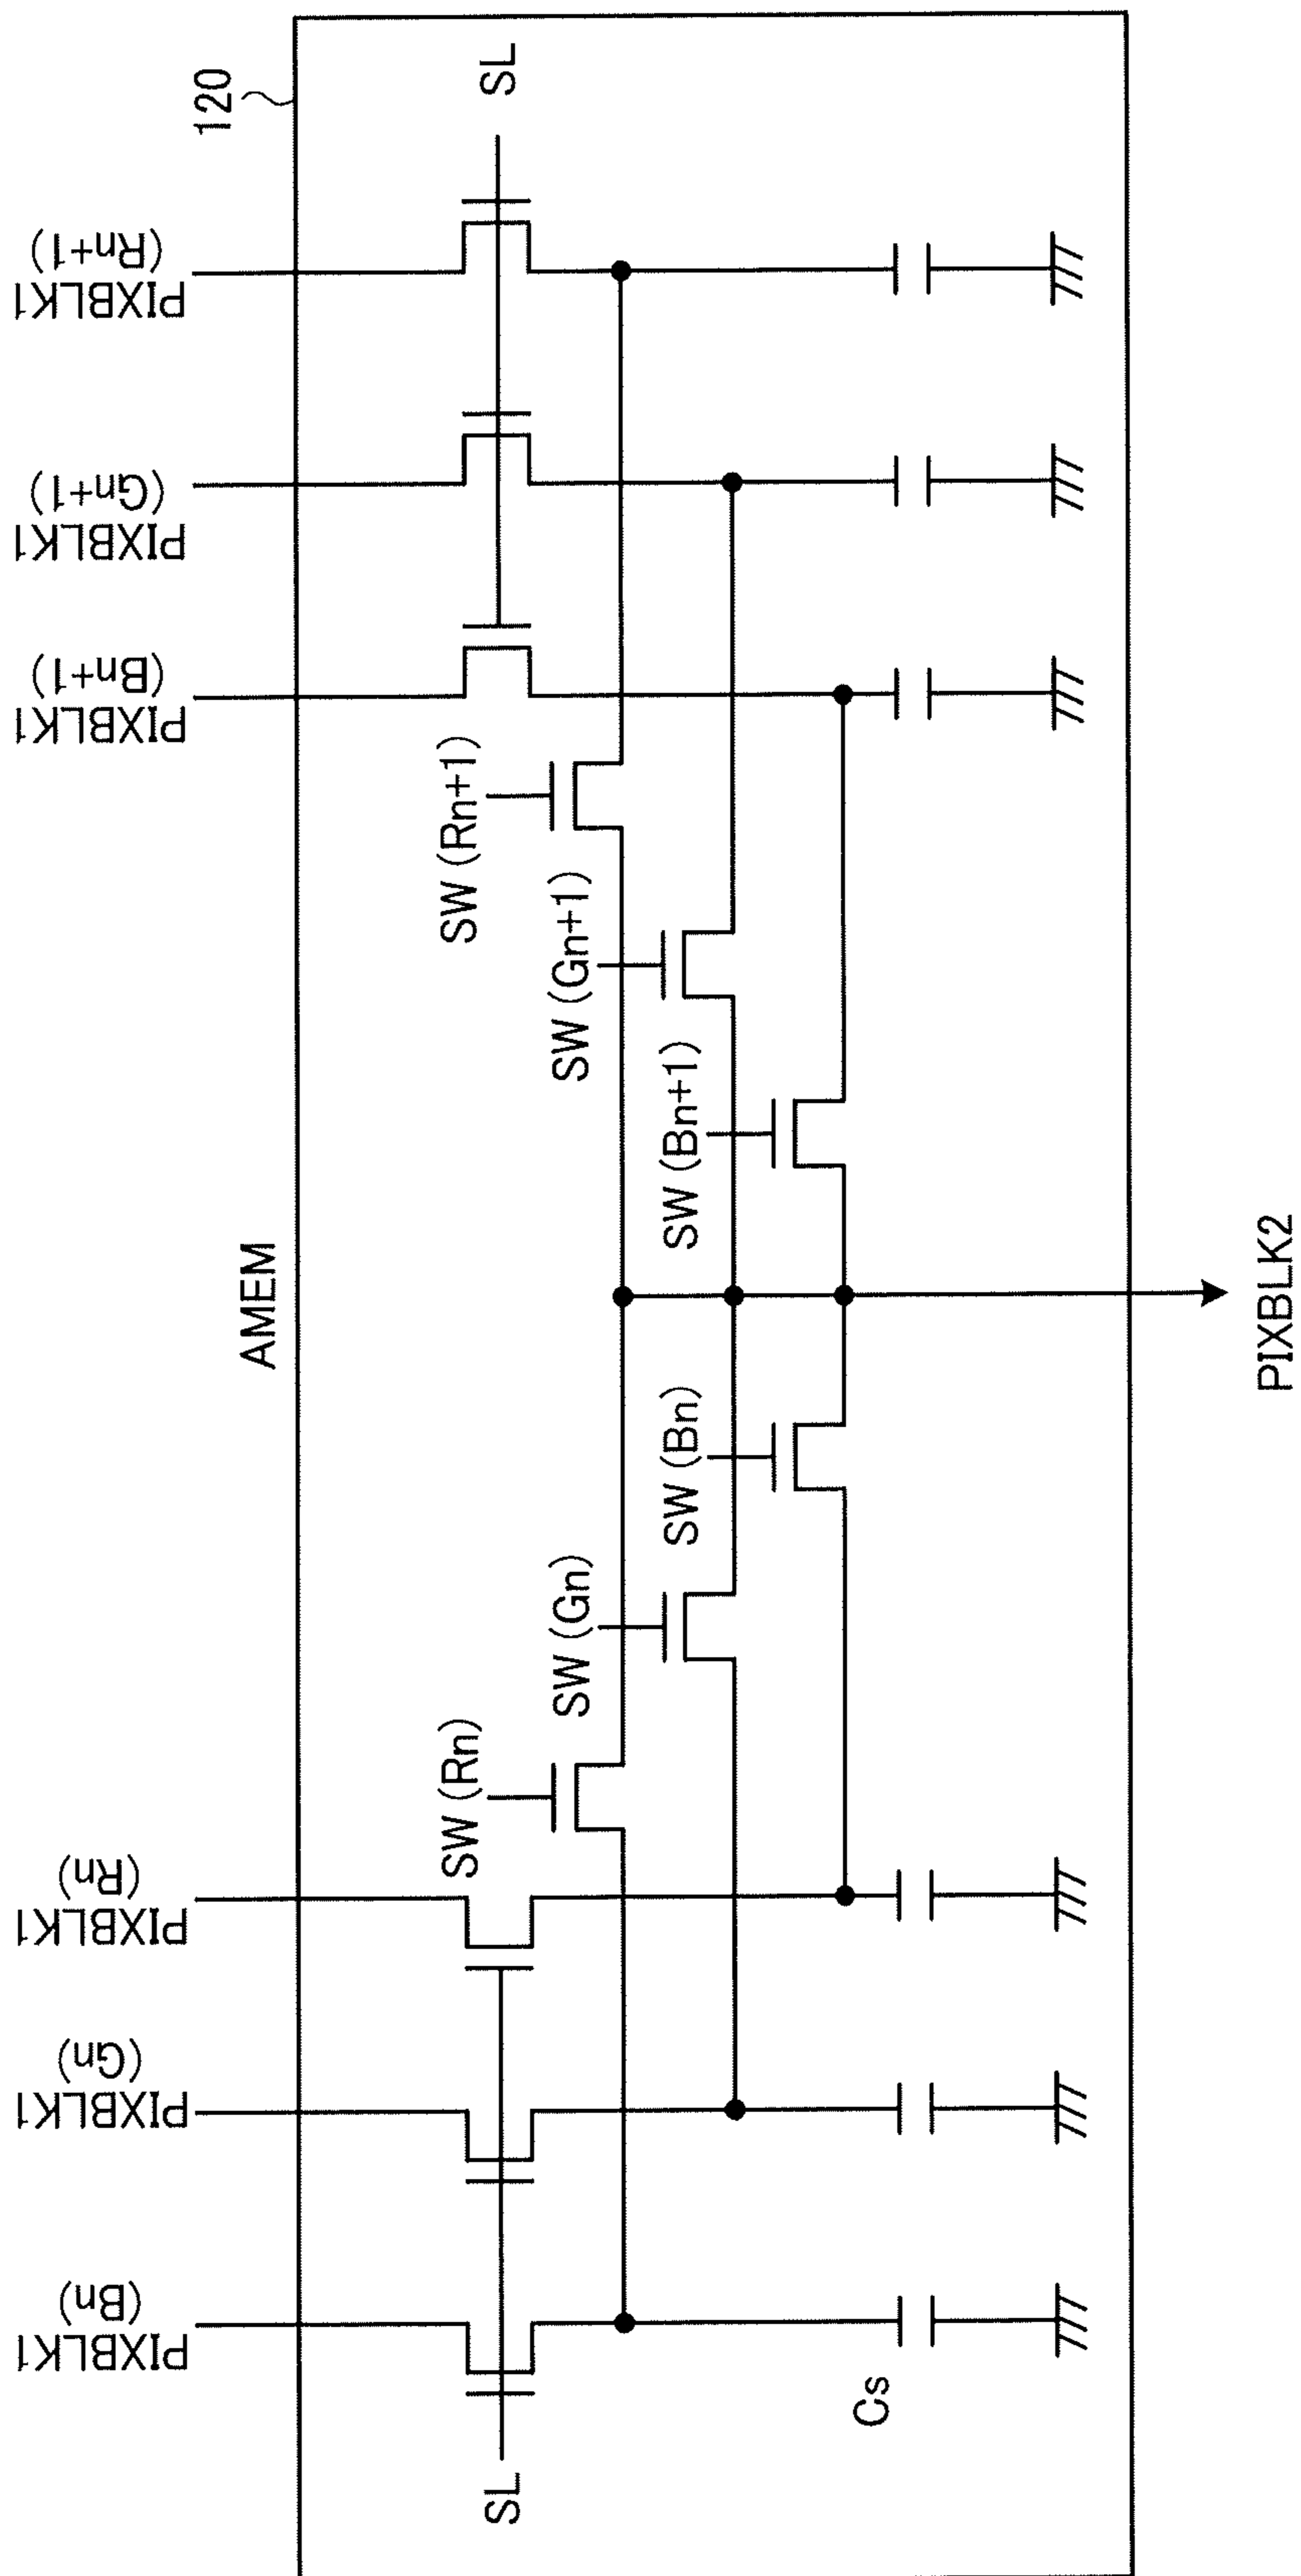 120
AMEM
PIXBLK1
(Bn)
PIXBLK1
(Gn)
PIXBLK1
(Rn)
PIXBLK1
(Bn+1)
PIXBLK1
(Gn+1)
PIXBLK1
(Rn+1)
SL
SL
SW (Rn)
SW (Gn)
SW (Bn)
SW (Bn+1)
SW (Gn+1)
SW (Rn+1)
Cs
PIXBLK2